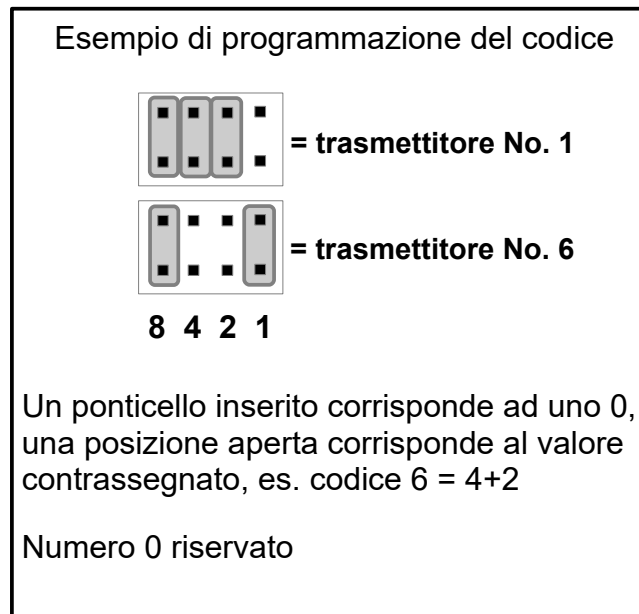 Esempio di programmazione del codice
= trasmettitore No. 1
= trasmettitore No. 6
8 4 2 1
Un ponticello inserito corrisponde ad uno 0,
una posizione aperta corrisponde al valore
contrassegnato, es. codice 6 = 4+2
Numero 0 riservato